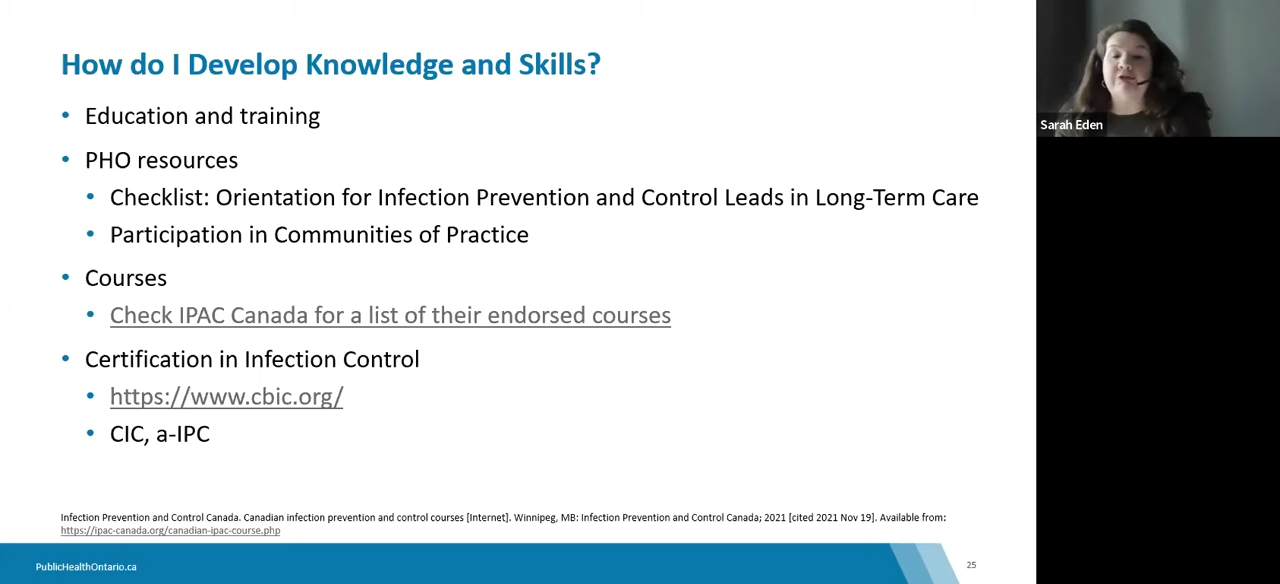 How do I Develop Knowledge and Skills?
• Education and training
• PHO resources
• Checklist: Orientation for Infection Prevention and Control Leads in Long-Term Care
• Participation in Communities of Practice
• Courses
• Check IPAC Canada for a list of their endorsed courses
• Certification in Infection Control
• https://www.cbic.org/
• CIC, a-IPC
Infection Prevention and Control Canada. Canadian infection prevention and control courses [Internet]. Winnipeg, MB: Infection Prevention and Control Canada; 2021 [cited 2021 Nov 19]. Available from:
https://ipac-canada.org/canadian-ipac-course.php
PublicHealthOntario.ca
25
Sarah Eden